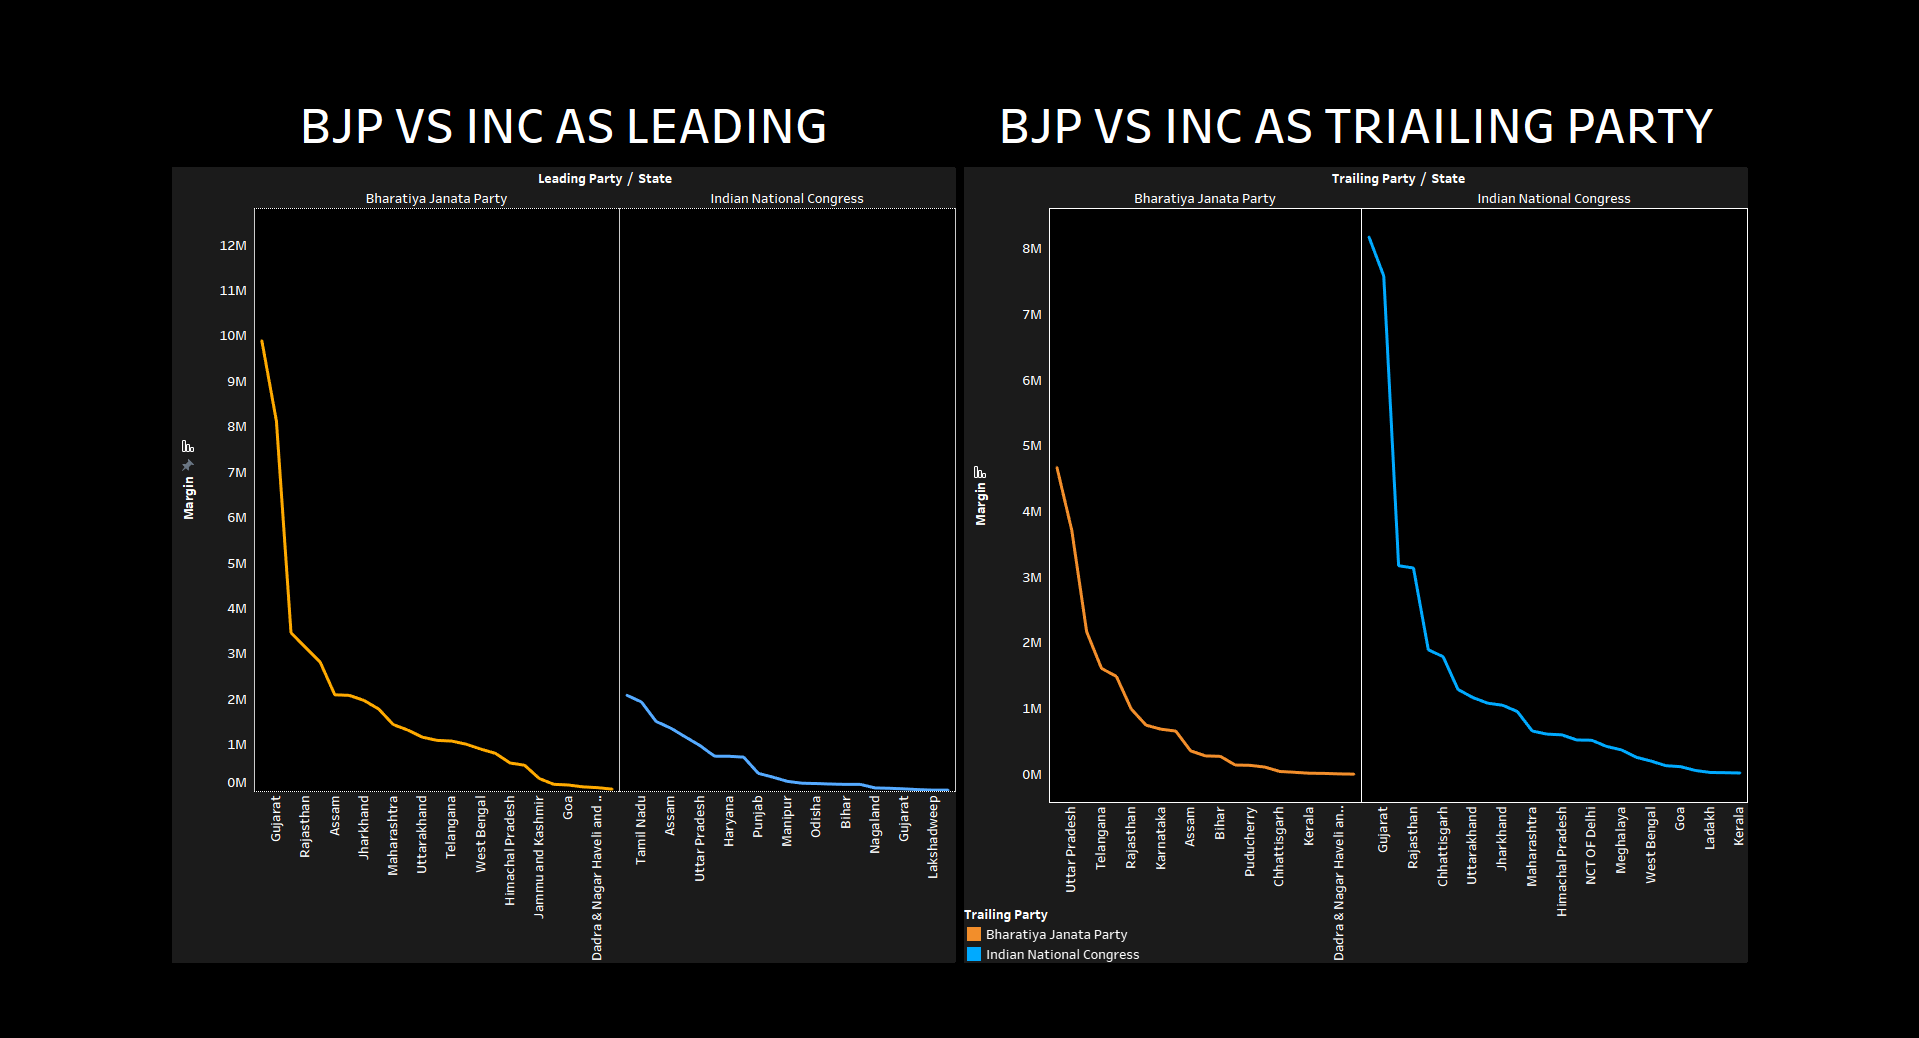 BJP VS INC AS LEADING
BJP VS INC AS TRIAILING PARTY
Leading Party / State
Bharatiya Janata Party
Indian National Congress
12M
11M
10M
9M
8M
7M
6M
5M
4M
3M
2M
1M
0M
Margin
Gujarat
Rajasthan
Assam
Jharkhand
Maharashtra
Uttarakhand
Telangana
West Bengal
Himachal Pradesh
Jammu and Kashmir
Goa
Dadra & Nagar Haveli and ..
Tamil Nadu
Assam
Uttar Pradesh
Haryana
Punjab
Manipur
Odisha
Bihar
Nagaland
Gujarat
Lakshadweep
Trailing Party / State
Bharatiya Janata Party
Indian National Congress
8M
7M
6M
5M
4M
3M
2M
1M
0M
Margin
Uttar Pradesh
Telangana
Rajasthan
Karnataka
Assam
Bihar
Puducherry
Chhattisgarh
Kerala
Dadra & Nagar Haveli an..
Gujarat
Rajasthan
Chhattisgarh
Uttarakhand
Jharkhand
Maharashtra
Himachal Pradesh
NCT OF Delhi
Meghalaya
West Bengal
Goa
Ladakh
Kerala
Trailing Party
Bharatiya Janata Party
Indian National Congress